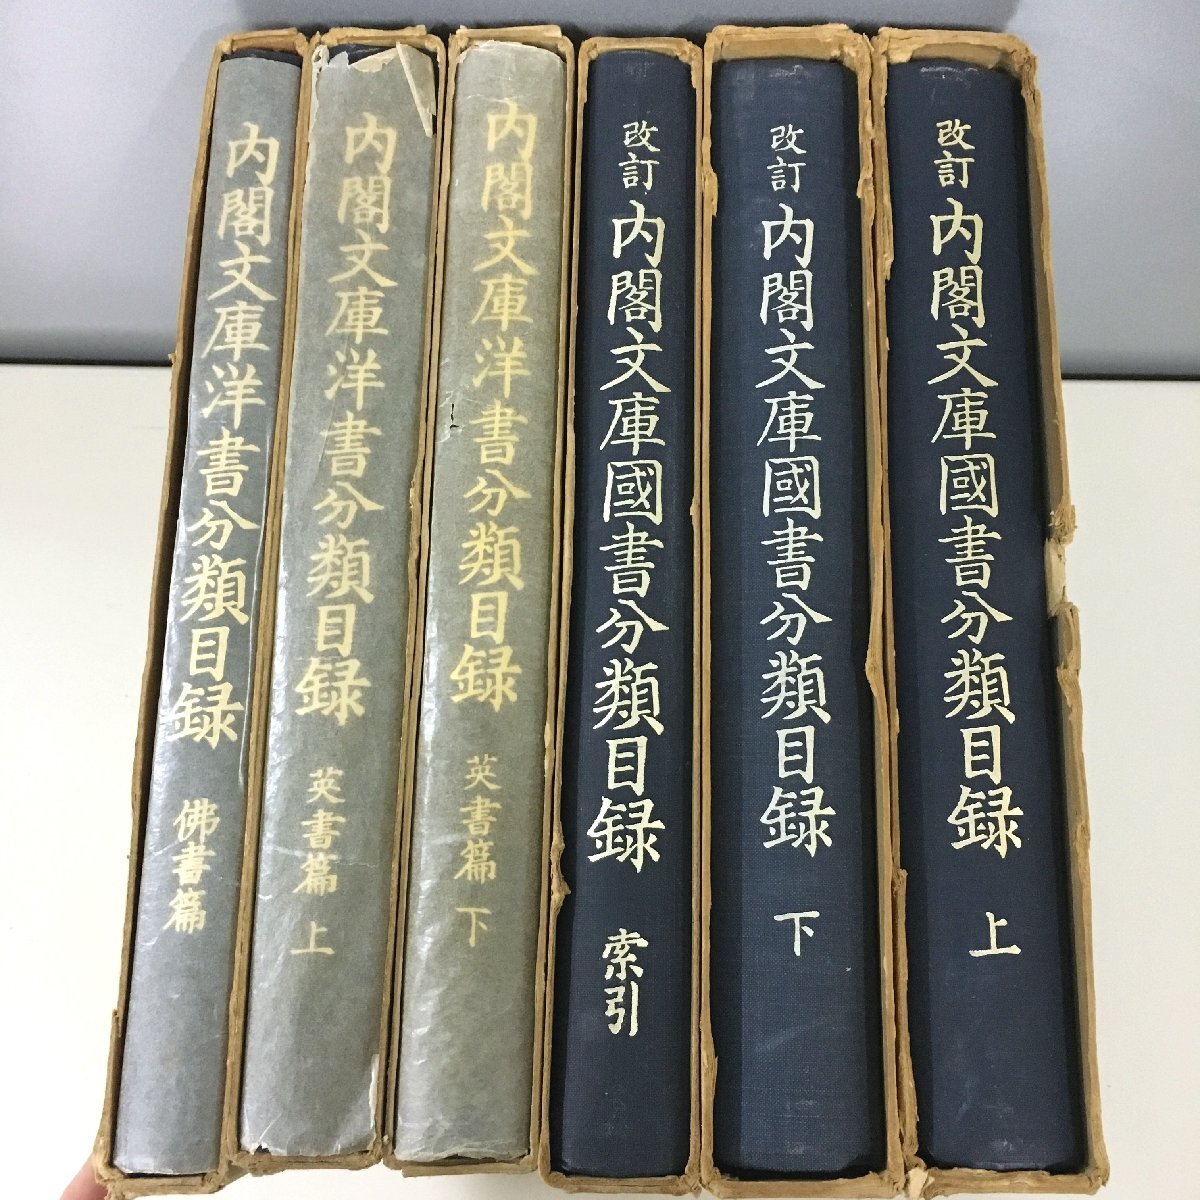 改訂 内閣文庫國書分類目録 上
改訂 内閣文庫國書分類目録 下
改訂 内閣文庫國書分類目録 索引
内閣文庫洋書分類目録 英書篇 下
内閣文庫洋書分類目録 英書篇 上
内閣文庫洋書分類目録 佛書篇